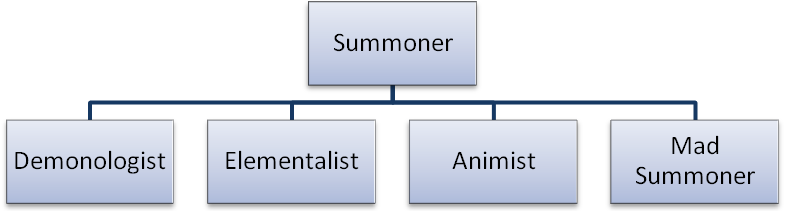 Summoner
Demonologist
Elementalist
Animist
Mad
Summoner